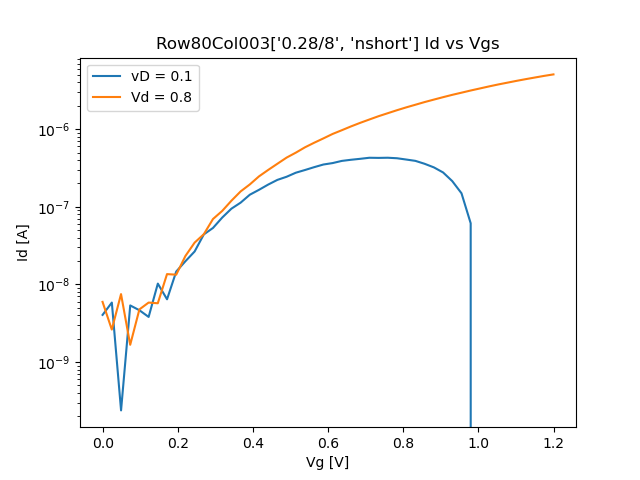 Row80Col003['0.28/8', 'nshort'] Id vs Vgs
vD = 0.1
Vd = 0.8
10⁻⁶
10⁻⁷
10⁻⁸
10⁻⁹
Id [A]
0.0 0.2 0.4 0.6 0.8 1.0 1.2
Vg [V]